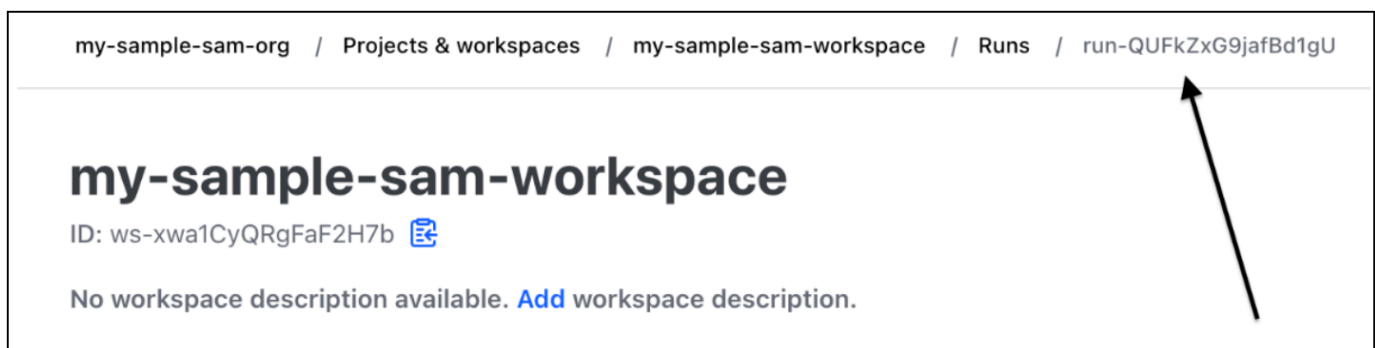 my-sample-sam-org / Projects & workspaces / my-sample-sam-workspace / Runs / run-QUFkZxG9jafBd1gU
my-sample-sam-workspace
ID: ws-xwa1CyQRgFaF2H7b
No workspace description available. Add workspace description.